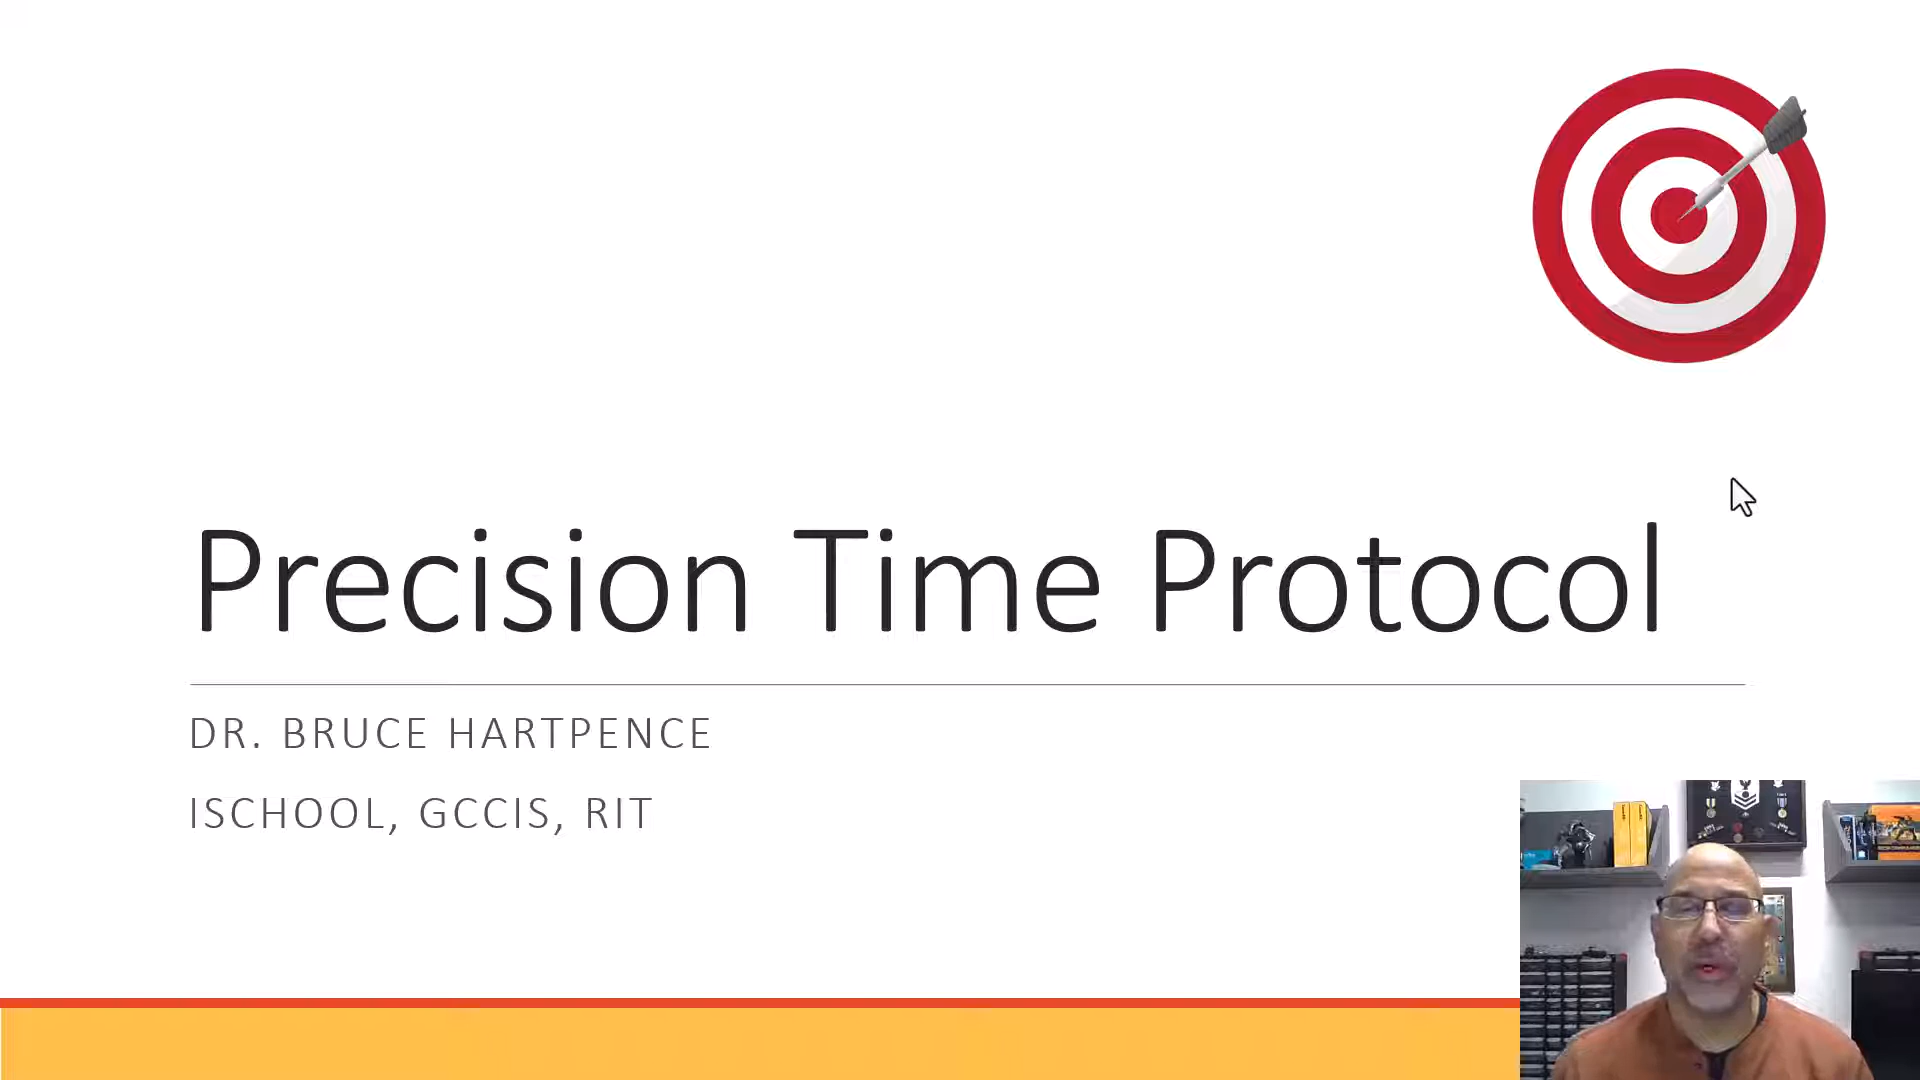 Precision Time Protocol
DR. BRUCE HARTPENCE
ISCHOOL, GCCIS, RIT